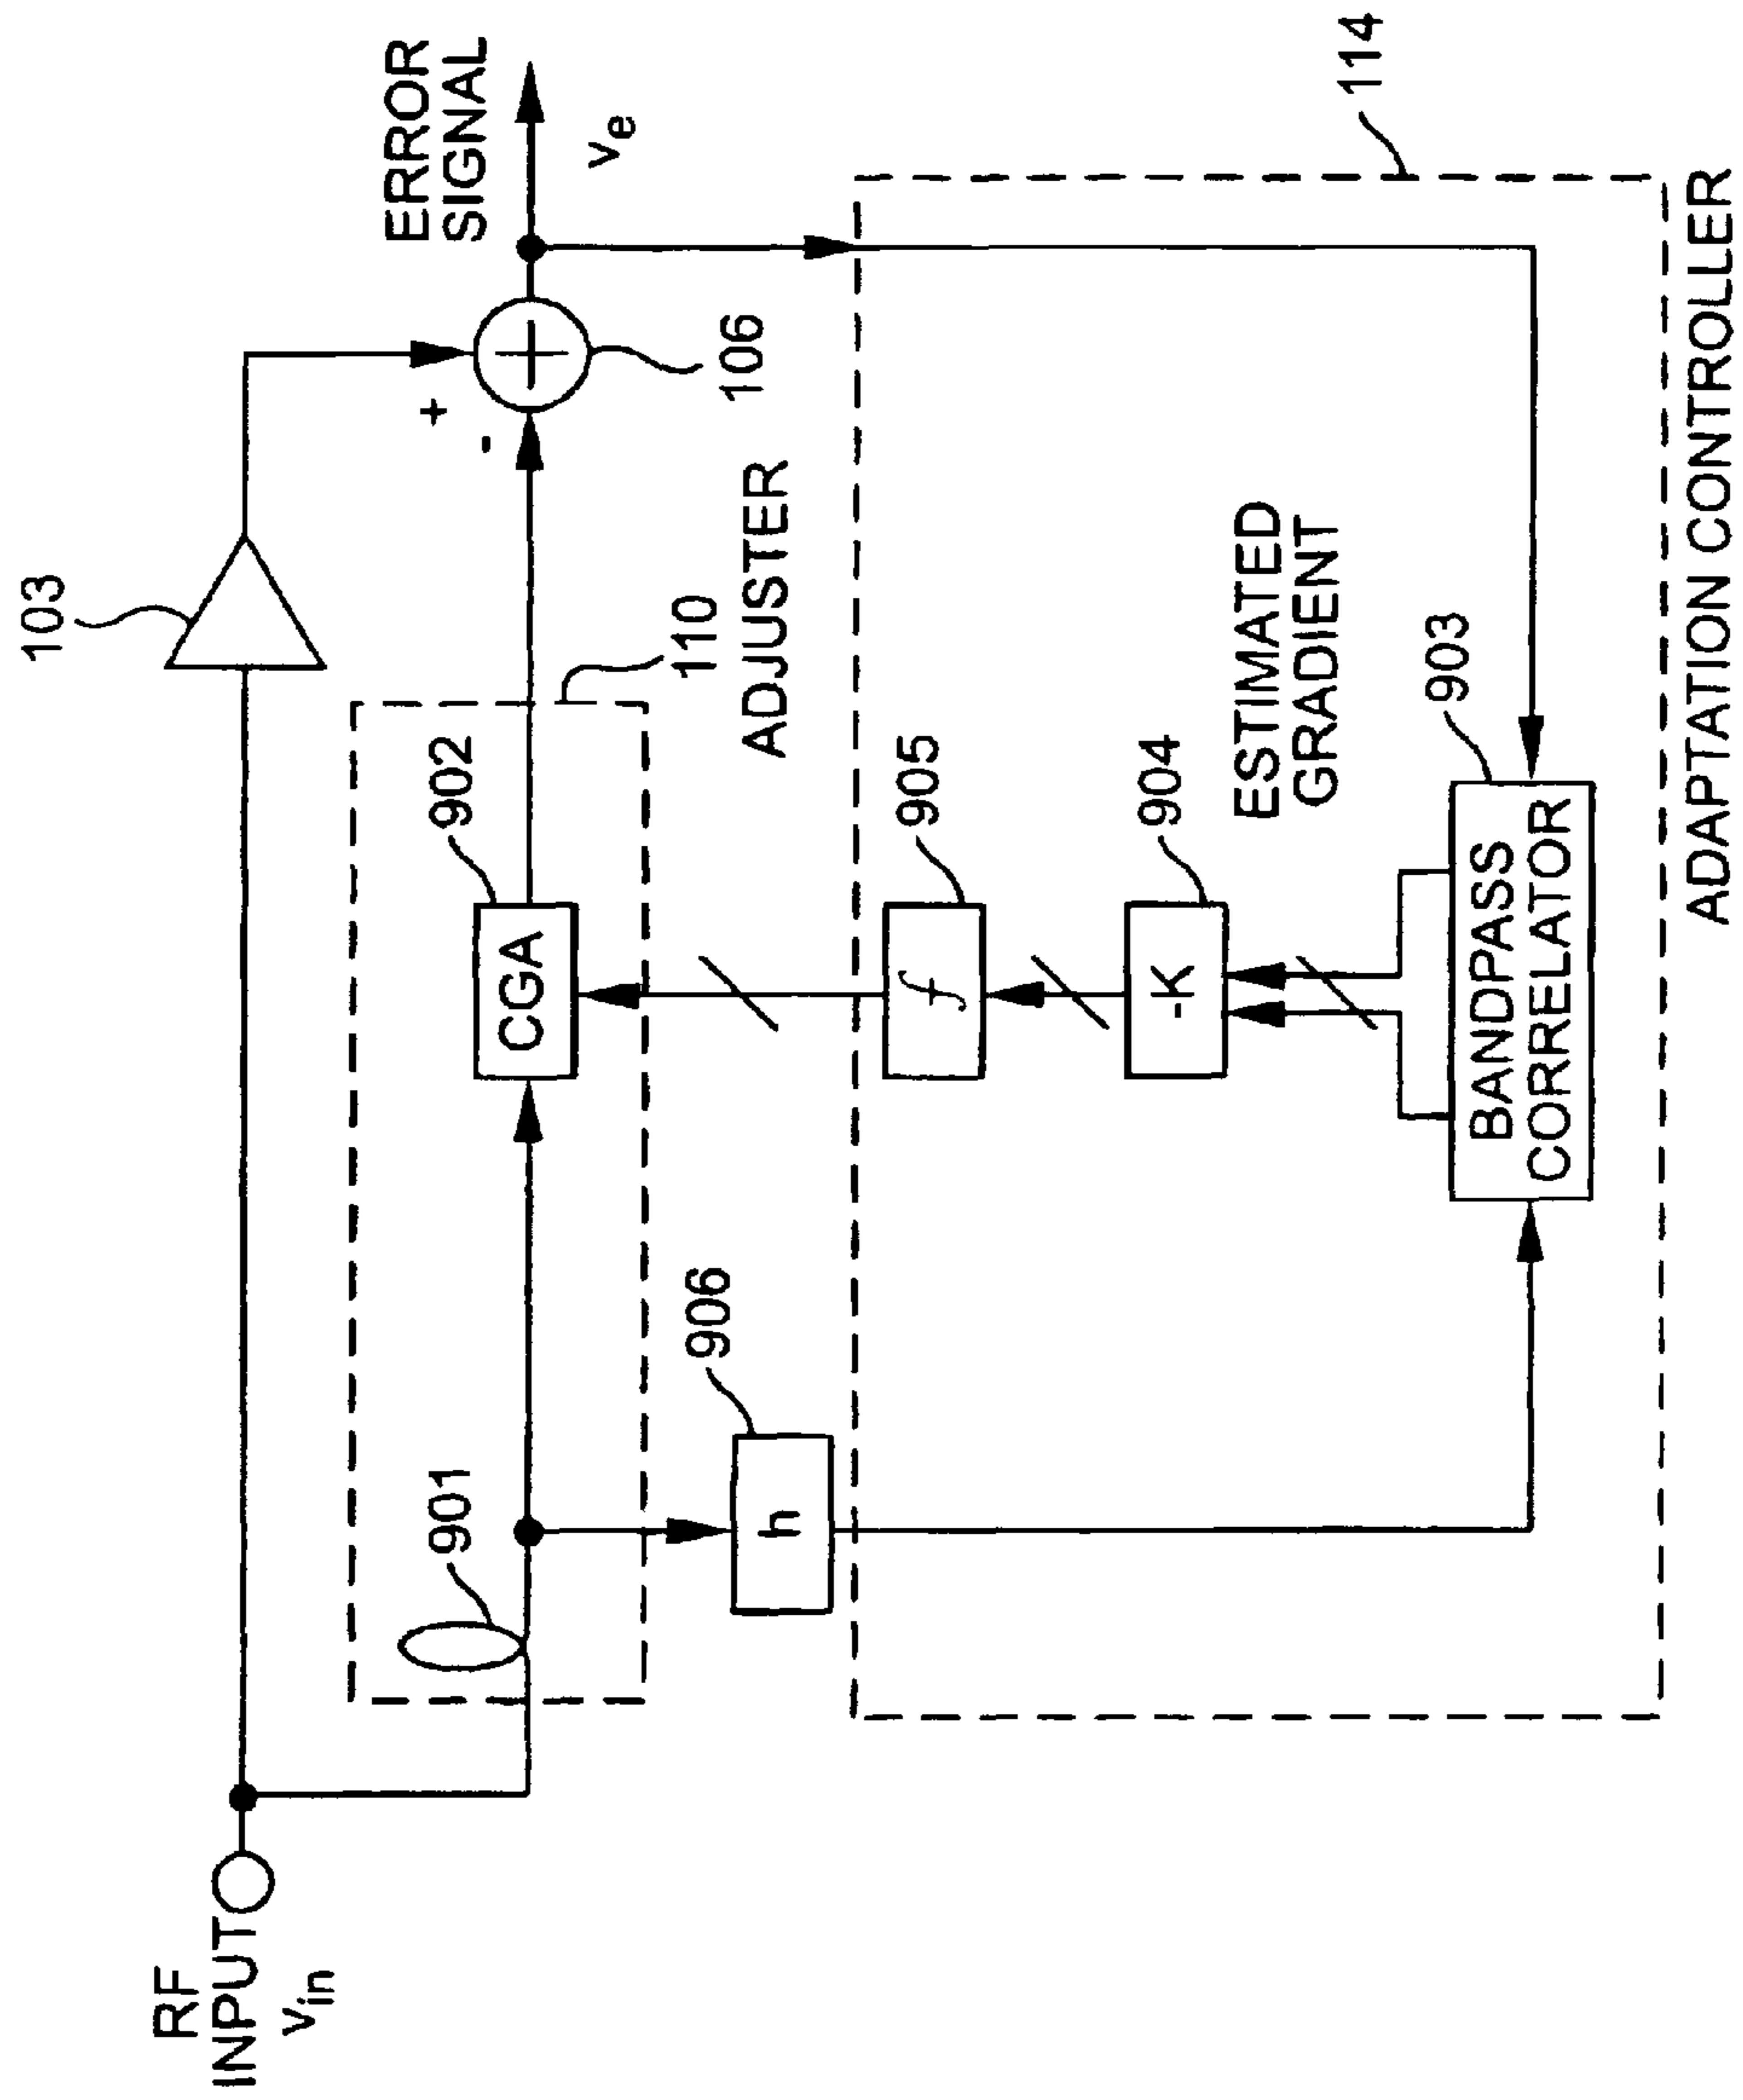 103
RF
INPUT
v_in
ERROR
SIGNAL
v_e
+
-
106
901
902
CGA
110
ADJUSTER
906
h
905
f
904
-K
ESTIMATED
GRADIENT
903
BANDPASS
CORRELATOR
114
ADAPTATION CONTROLLER